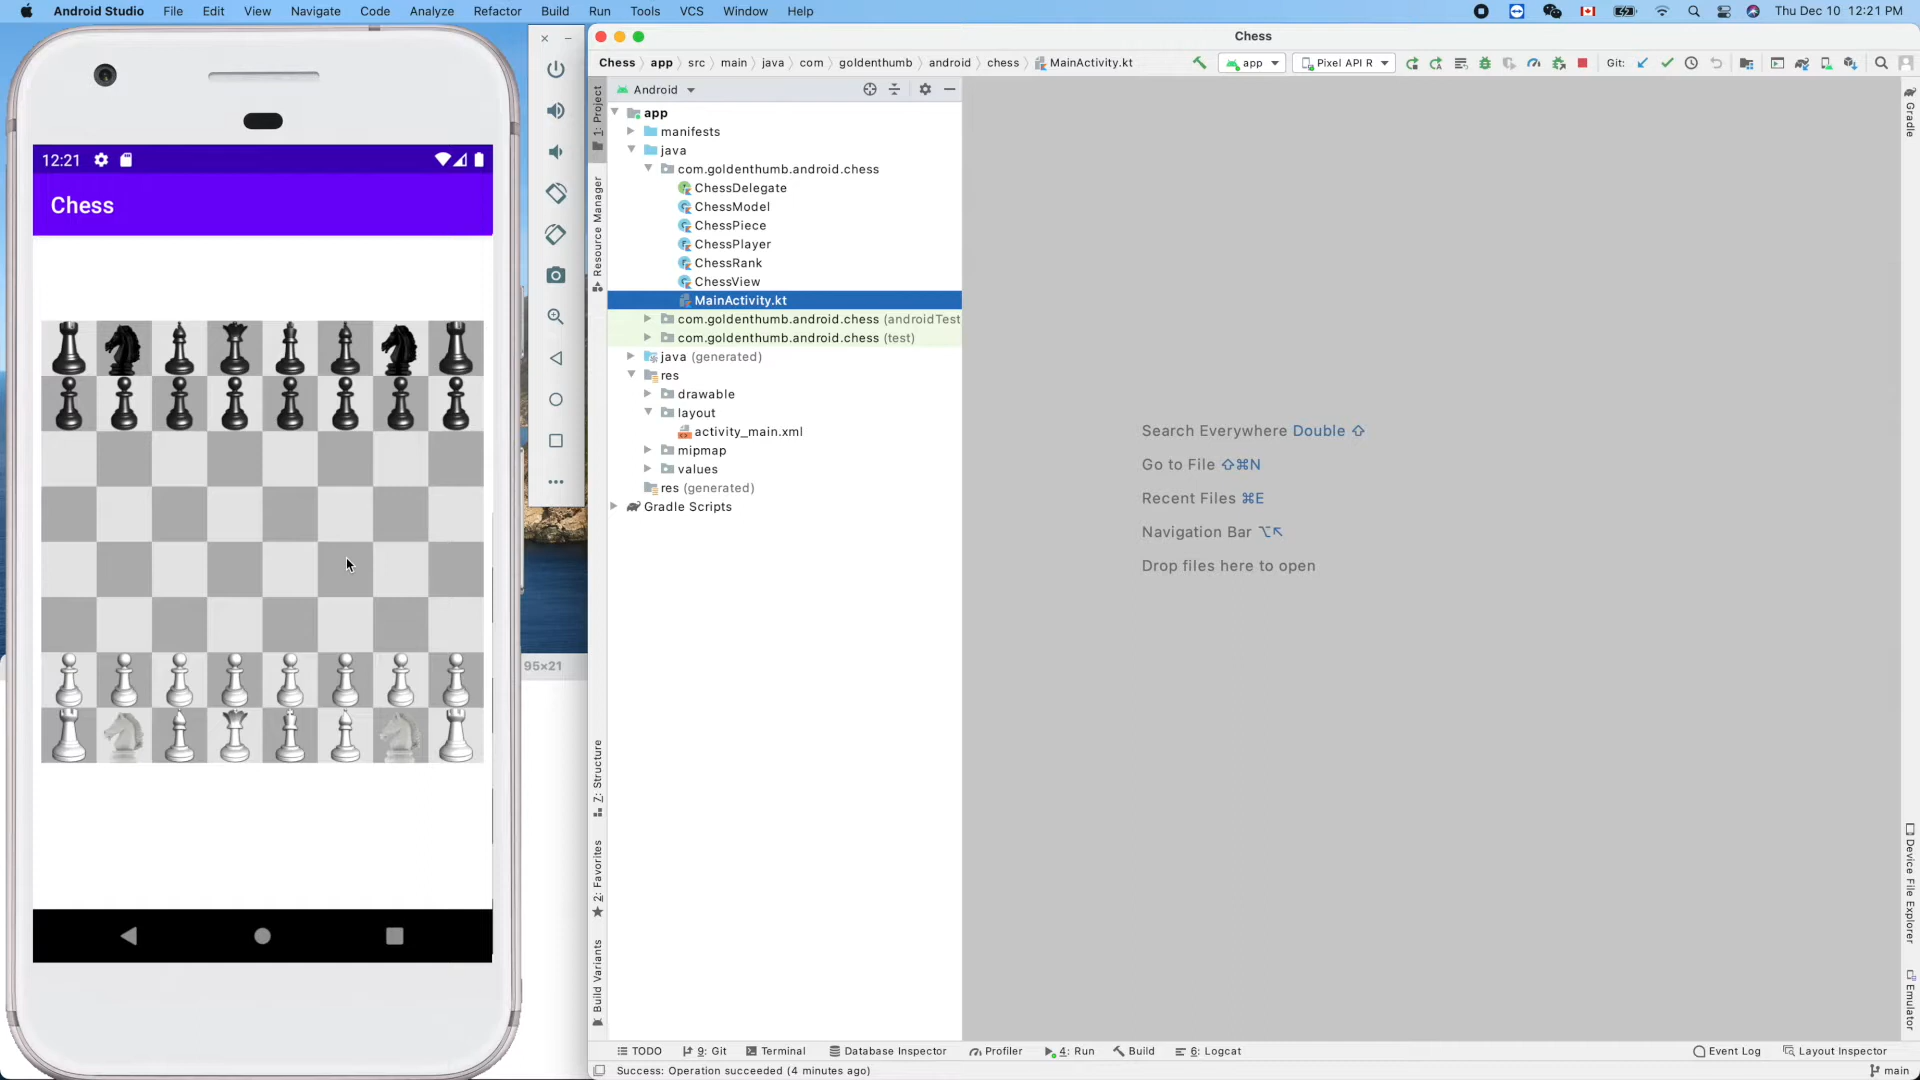 Android Studio File Edit View Navigate Code Analyze Refactor Build Run Tools VCS Window Help Thu Dec 10 12:21 PM
Chess
Chess app src main java com goldenthumb android chess MainActivity.kt app Pixel API R Git:
12:21
Chess
95×21
1: Project
Resource Manager
Z: Structure
2: Favorites
Build Variants
Android
app
manifests
java
com.goldenthumb.android.chess
ChessDelegate
ChessModel
ChessPiece
ChessPlayer
ChessRank
ChessView
MainActivity.kt
com.goldenthumb.android.chess (androidTest
com.goldenthumb.android.chess (test)
java (generated)
res
drawable
layout
activity_main.xml
mipmap
values
res (generated)
Gradle Scripts
Search Everywhere Double ⇧
Go to File ⇧⌘N
Recent Files ⌘E
Navigation Bar ⌥↖
Drop files here to open
Gradle
Device File Explorer
Emulator
TODO 9: Git Terminal Database Inspector Profiler 4: Run Build 6: Logcat Event Log Layout Inspector
Success: Operation succeeded (4 minutes ago) main